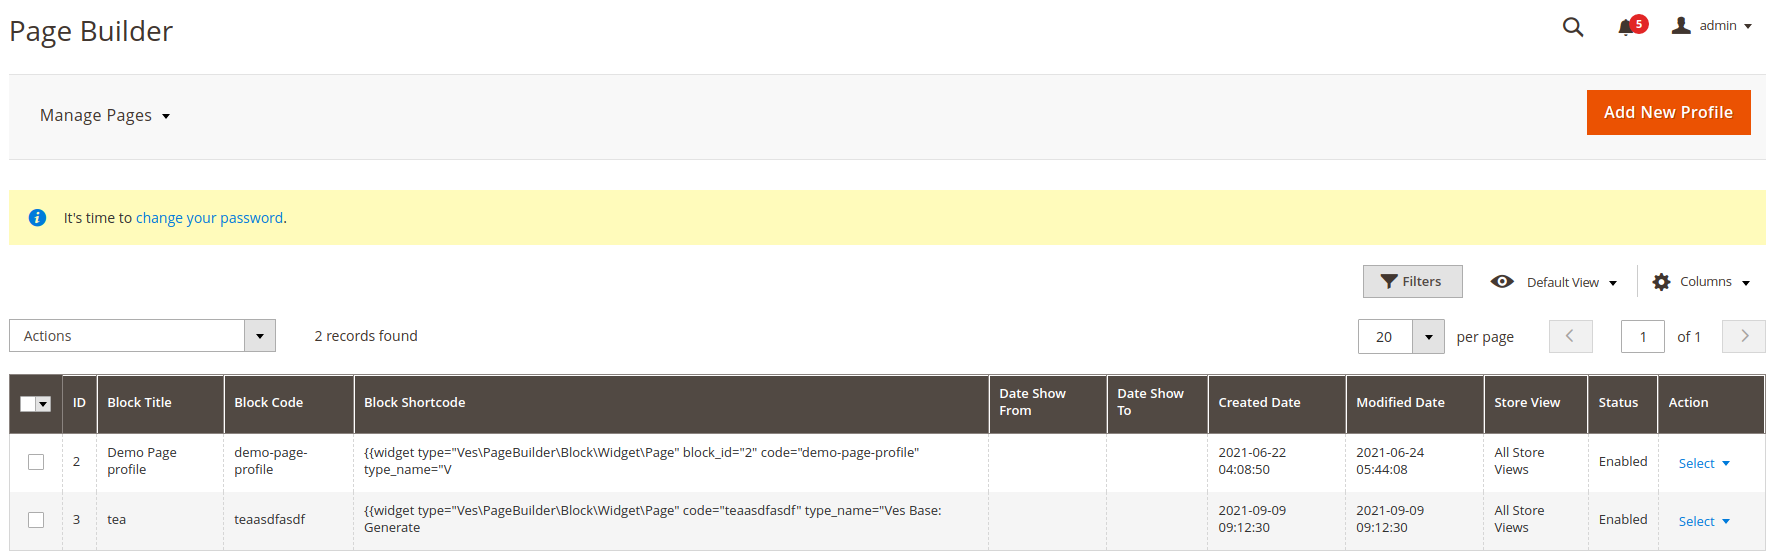 Page Builder
5
admin
Manage Pages
Add New Profile
It's time to change your password.
Filters
Default View
Columns
Actions
2 records found
20
per page
1
of 1
ID
Block Title
Block Code
Block Shortcode
Date Show
From
Date Show
To
Created Date
Modified Date
Store View
Status
Action
2
Demo Page
profile
demo-page-
profile
{{widget type="Ves\PageBuilder\Block\Widget\Page" block_id="2" code="demo-page-profile"
type_name="V
2021-06-22
04:08:50
2021-06-24
05:44:08
All Store
Views
Enabled
Select
3
tea
teaasdfasdf
{{widget type="Ves\PageBuilder\Block\Widget\Page" code="teaasdfasdf" type_name="Ves Base:
Generate
2021-09-09
09:12:30
2021-09-09
09:12:30
All Store
Views
Enabled
Select